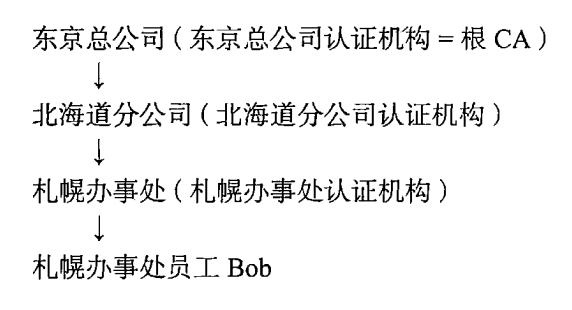 东京总公司（东京总公司认证机构 = 根 CA）
↓
北海道分公司（北海道分公司认证机构）
↓
札幌办事处（札幌办事处认证机构）
↓
札幌办事处员工 Bob